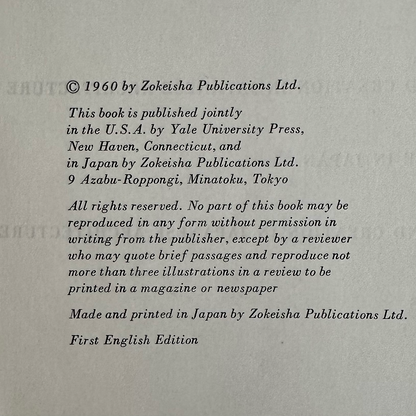 © 1960 by Zokeisha Publications Ltd.
This book is published jointly
in the U.S.A. by Yale University Press,
New Haven, Connecticut, and
in Japan by Zokeisha Publications Ltd.
9 Azabu-Roppongi, Minatoku, Tokyo
All rights reserved. No part of this book may be
reproduced in any form without permission in
writing from the publisher, except by a reviewer
who may quote brief passages and reproduce not
more than three illustrations in a review to be
printed in a magazine or newspaper
Made and printed in Japan by Zokeisha Publications Ltd.
First English Edition